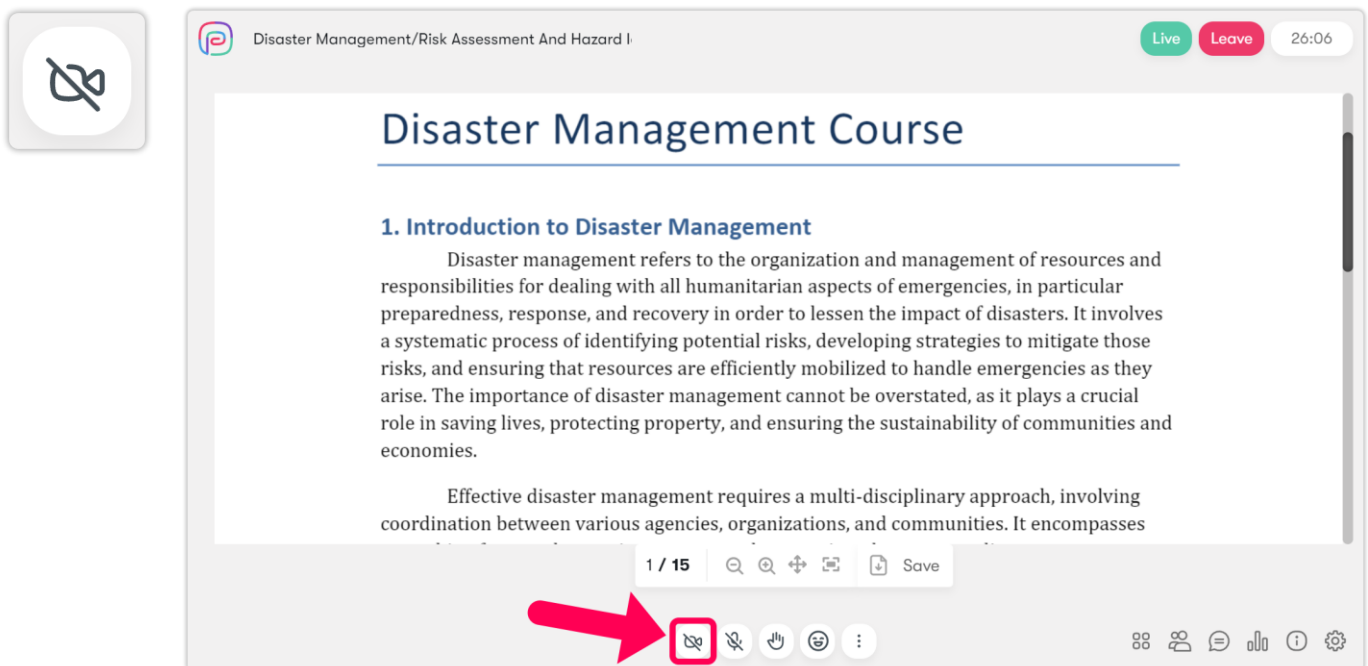 Disaster Management/Risk Assessment And Hazard
Live
Leave
26:06
Disaster Management Course
1. Introduction to Disaster Management
Disaster management refers to the organization and management of resources and
responsibilities for dealing with all humanitarian aspects of emergencies, in particular
preparedness, response, and recovery in order to lessen the impact of disasters. It involves
a systematic process of identifying potential risks, developing strategies to mitigate those
risks, and ensuring that resources are efficiently mobilized to handle emergencies as they
arise. The importance of disaster management cannot be overstated, as it plays a crucial
role in saving lives, protecting property, and ensuring the sustainability of communities and
economies.
Effective disaster management requires a multi-disciplinary approach, involving
coordination between various agencies, organizations, and communities. It encompasses
1 / 15
Save